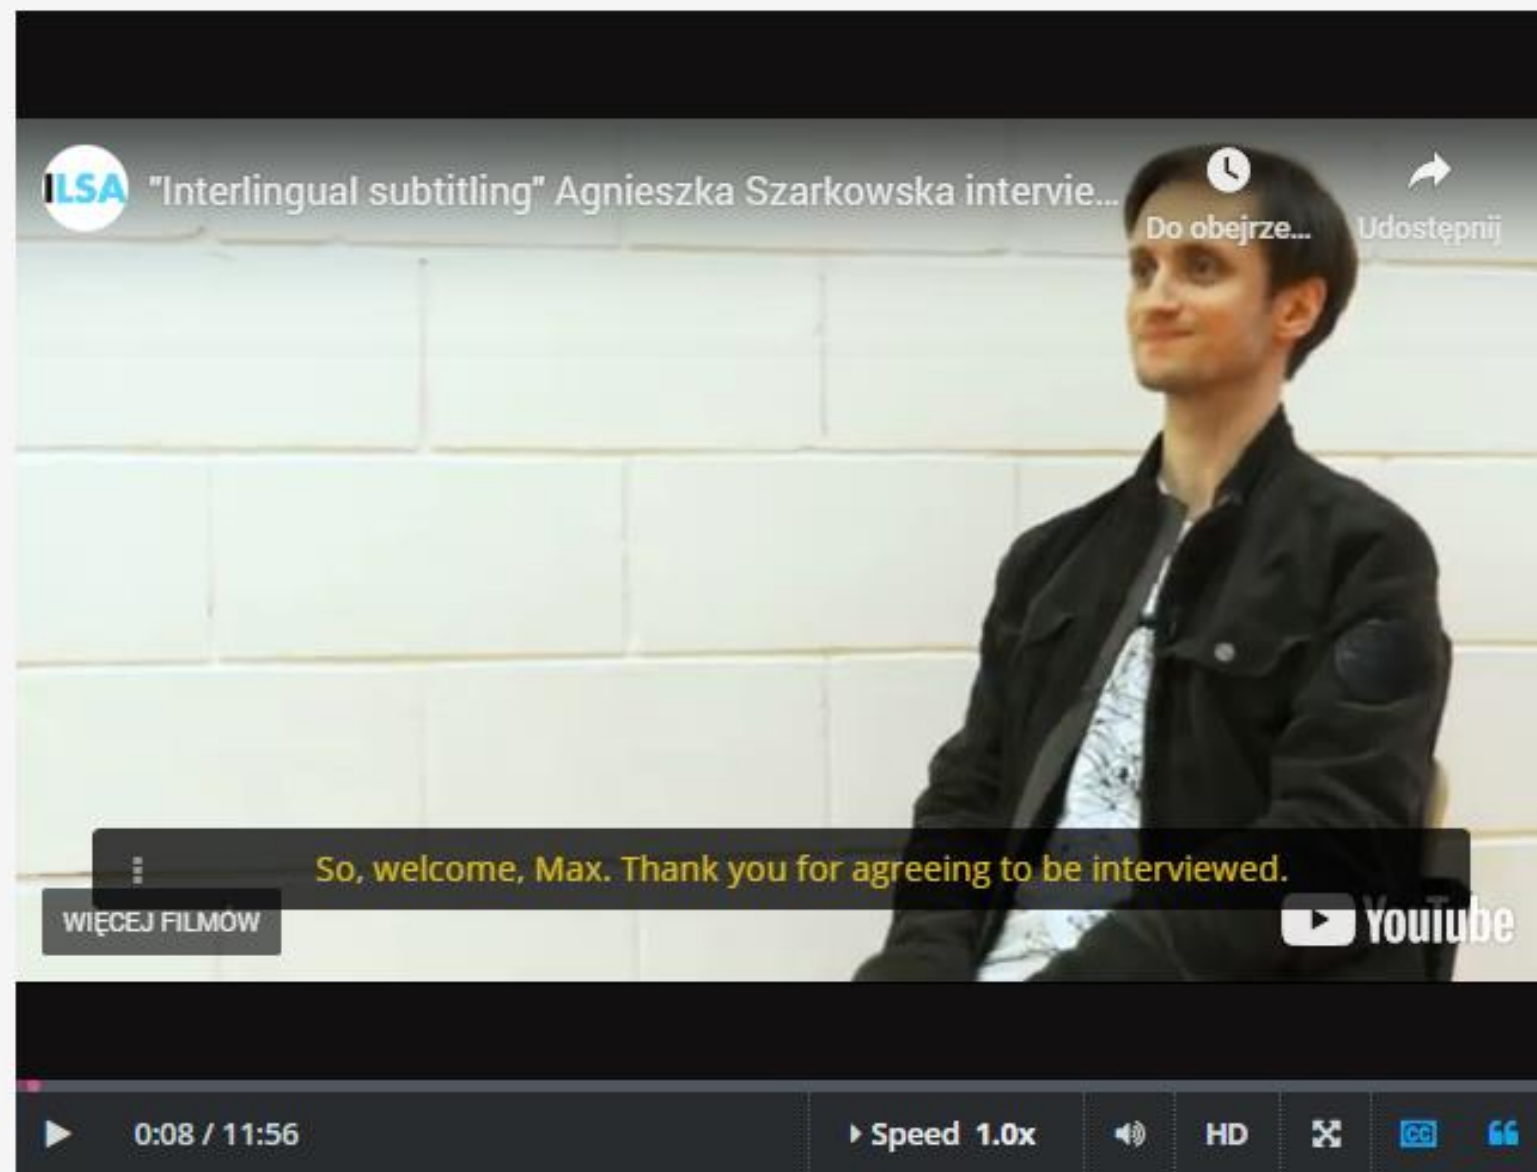 ILSA "Interlingual subtitling" Agnieszka Szarkowska intervie...
Do obejrze... Udostępnij
So, welcome, Max. Thank you for agreeing to be interviewed.
WIĘCEJ FILMÓW
YouTube
0:08 / 11:56 Speed 1.0x HD CC